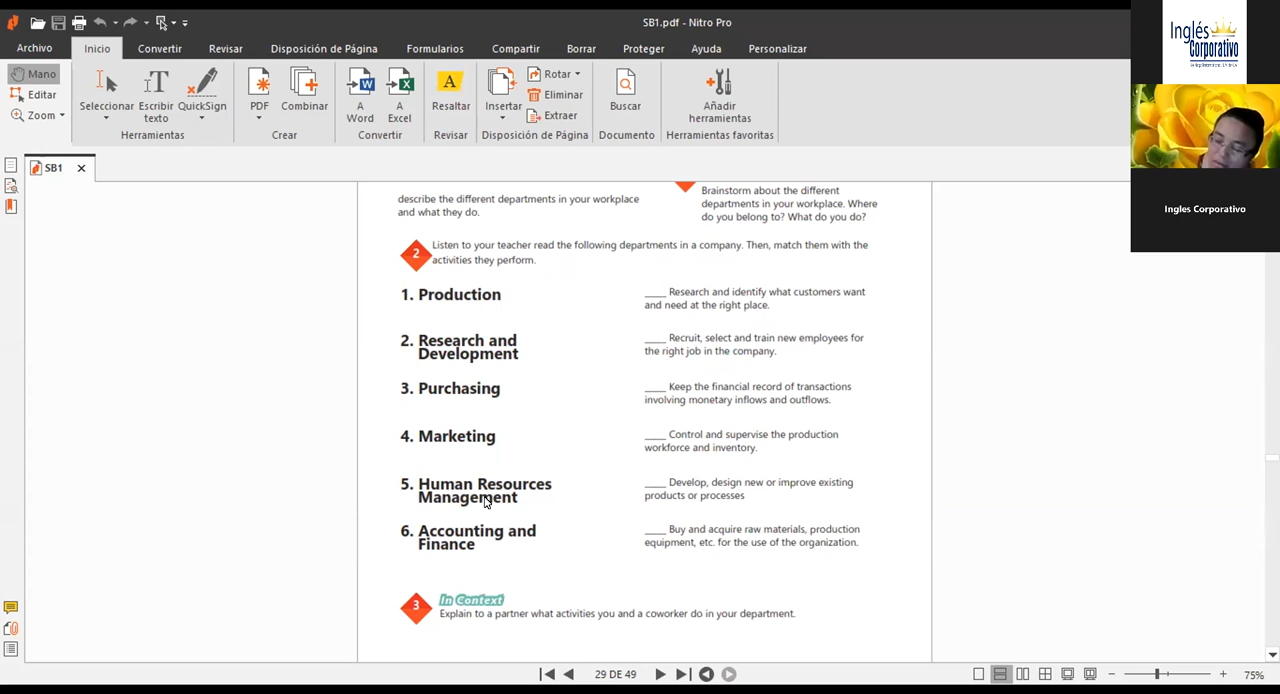 SB1.pdf - Nitro Pro
Archivo Inicio Convertir Revisar Disposición de Página Formularios Compartir Borrar Proteger Ayuda Personalizar
Mano
Editar
Zoom
Seleccionar
Escribir texto
QuickSign
Herramientas
PDF
Combinar
Crear
A Word
A Excel
Convertir
Resaltar
Revisar
Insertar
Rotar
Eliminar
Extraer
Disposición de Página
Buscar
Documento
Añadir herramientas
Herramientas favoritas
SB1
Inglés
Corporativo
Ingles Corporativo
describe the different departments in your workplace
and what they do.
Brainstorm about the different
departments in your workplace. Where
do you belong to? What do you do?
2
Listen to your teacher read the following departments in a company. Then, match them with the
activities they perform.
1. Production
____ Research and identify what customers want
and need at the right place.
2. Research and
Development
____ Recruit, select and train new employees for
the right job in the company.
3. Purchasing
____ Keep the financial record of transactions
involving monetary inflows and outflows.
4. Marketing
____ Control and supervise the production
workforce and inventory.
5. Human Resources
Management
____ Develop, design new or improve existing
products or processes
6. Accounting and
Finance
____ Buy and acquire raw materials, production
equipment, etc. for the use of the organization.
3
In Context
Explain to a partner what activities you and a coworker do in your department.
29 DE 49
75%